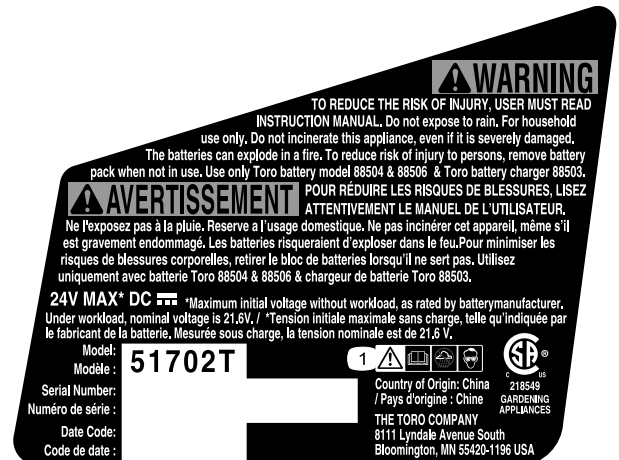 WARNING
TO REDUCE THE RISK OF INJURY, USER MUST READ
INSTRUCTION MANUAL. Do not expose to rain. For household
use only. Do not incinerate this appliance, even if it is severely damaged.
The batteries can explode in a fire. To reduce risk of injury to persons, remove battery
pack when not in use. Use only Toro battery model 88504 & 88506 & Toro battery charger 88503.
AVERTISSEMENT POUR RÉDUIRE LES RISQUES DE BLESSURES, LISEZ
ATTENTIVEMENT LE MANUEL DE L'UTILISATEUR.
Ne l'exposez pas à la pluie. Reserve a l'usage domestique. Ne pas incinérer cet appareil, même s'il
est gravement endommagé. Les batteries risqueraient d'exploser dans le feu.Pour minimiser les
risques de blessures corporelles, retirer le bloc de batteries lorsqu'il ne sert pas. Utilisez
uniquement avec batterie Toro 88504 & 88506 & chargeur de batterie Toro 88503.
24V MAX* DC *Maximum initial voltage without workload, as rated by batterymanufacturer.
Under workload, nominal voltage is 21.6V. / *Tension initiale maximale sans charge, telle qu'indiquée par
le fabricant de la batterie. Mesurée sous charge, la tension nominale est de 21,6 V.
Model: 51702T
Modèle :
Serial Number:
Numéro de série :
Date Code:
Code de date :
1
Country of Origin: China
/ Pays d'origine : Chine
THE TORO COMPANY
8111 Lyndale Avenue South
Bloomington, MN 55420-1196 USA
SA ®
C US
218549
GARDENING
APPLIANCES